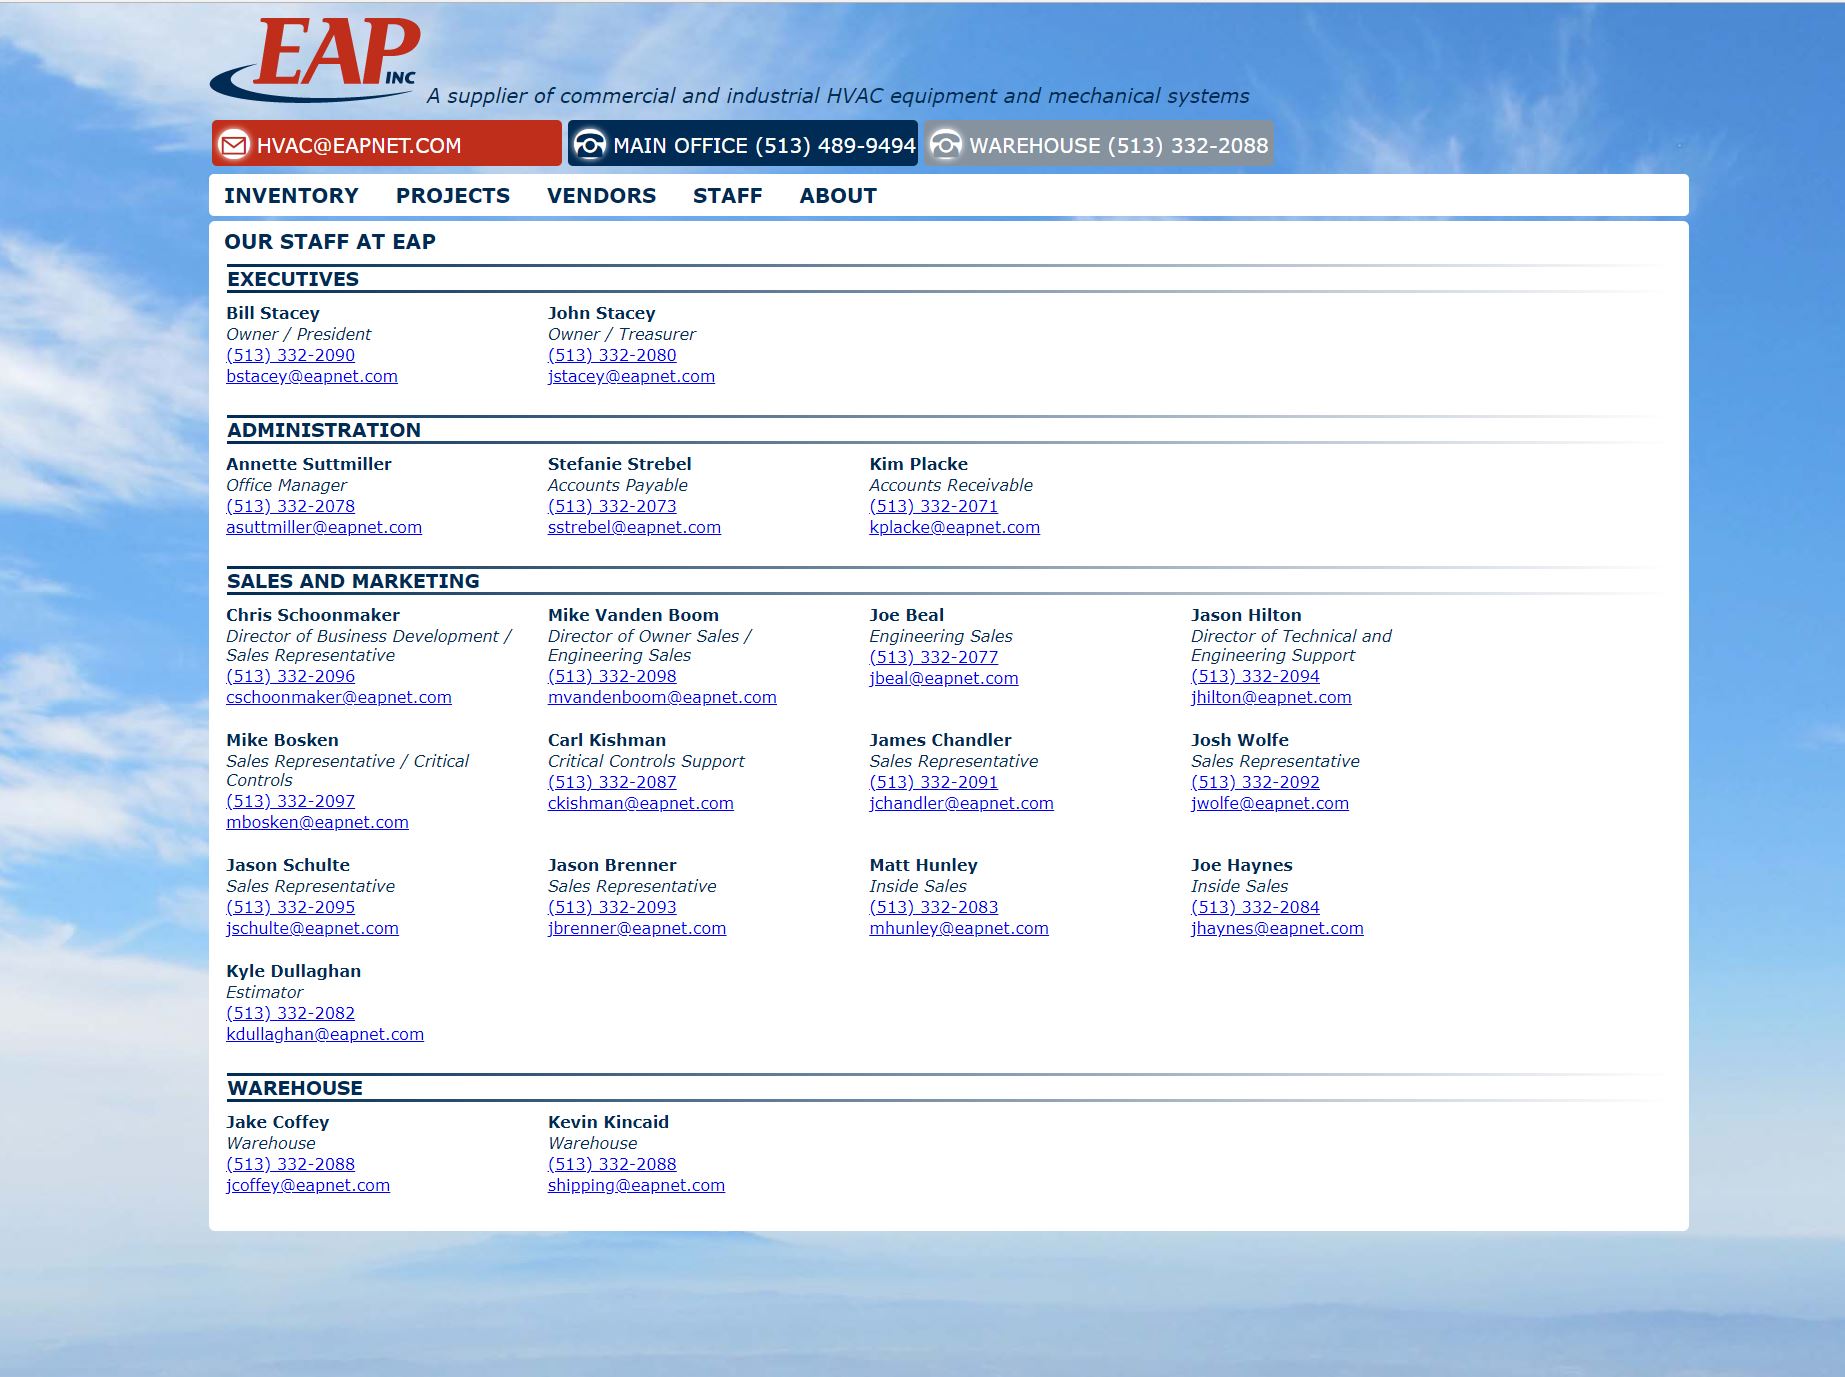 EAP
INC
A supplier of commercial and industrial HVAC equipment and mechanical systems
HVAC@EAPNET.COM
MAIN OFFICE (513) 489-9494
WAREHOUSE (513) 332-2088
INVENTORY PROJECTS VENDORS STAFF ABOUT
OUR STAFF AT EAP
EXECUTIVES
Bill Stacey
Owner / President
(513) 332-2090
bstacey@eapnet.com
John Stacey
Owner / Treasurer
(513) 332-2080
jstacey@eapnet.com
ADMINISTRATION
Annette Suttmiller
Office Manager
(513) 332-2078
asuttmiller@eapnet.com
Stefanie Strebel
Accounts Payable
(513) 332-2073
sstrebel@eapnet.com
Kim Placke
Accounts Receivable
(513) 332-2071
kplacke@eapnet.com
SALES AND MARKETING
Chris Schoonmaker
Director of Business Development /
Sales Representative
(513) 332-2096
cschoonmaker@eapnet.com
Mike Vanden Boom
Director of Owner Sales /
Engineering Sales
(513) 332-2098
mvandenboom@eapnet.com
Joe Beal
Engineering Sales
(513) 332-2077
jbeal@eapnet.com
Jason Hilton
Director of Technical and
Engineering Support
(513) 332-2094
jhilton@eapnet.com
Mike Bosken
Sales Representative / Critical
Controls
(513) 332-2097
mbosken@eapnet.com
Carl Kishman
Critical Controls Support
(513) 332-2087
ckishman@eapnet.com
James Chandler
Sales Representative
(513) 332-2091
jchandler@eapnet.com
Josh Wolfe
Sales Representative
(513) 332-2092
jwolfe@eapnet.com
Jason Schulte
Sales Representative
(513) 332-2095
jschulte@eapnet.com
Jason Brenner
Sales Representative
(513) 332-2093
jbrenner@eapnet.com
Matt Hunley
Inside Sales
(513) 332-2083
mhunley@eapnet.com
Joe Haynes
Inside Sales
(513) 332-2084
jhaynes@eapnet.com
Kyle Dullaghan
Estimator
(513) 332-2082
kdullaghan@eapnet.com
WAREHOUSE
Jake Coffey
Warehouse
(513) 332-2088
jcoffey@eapnet.com
Kevin Kincaid
Warehouse
(513) 332-2088
shipping@eapnet.com